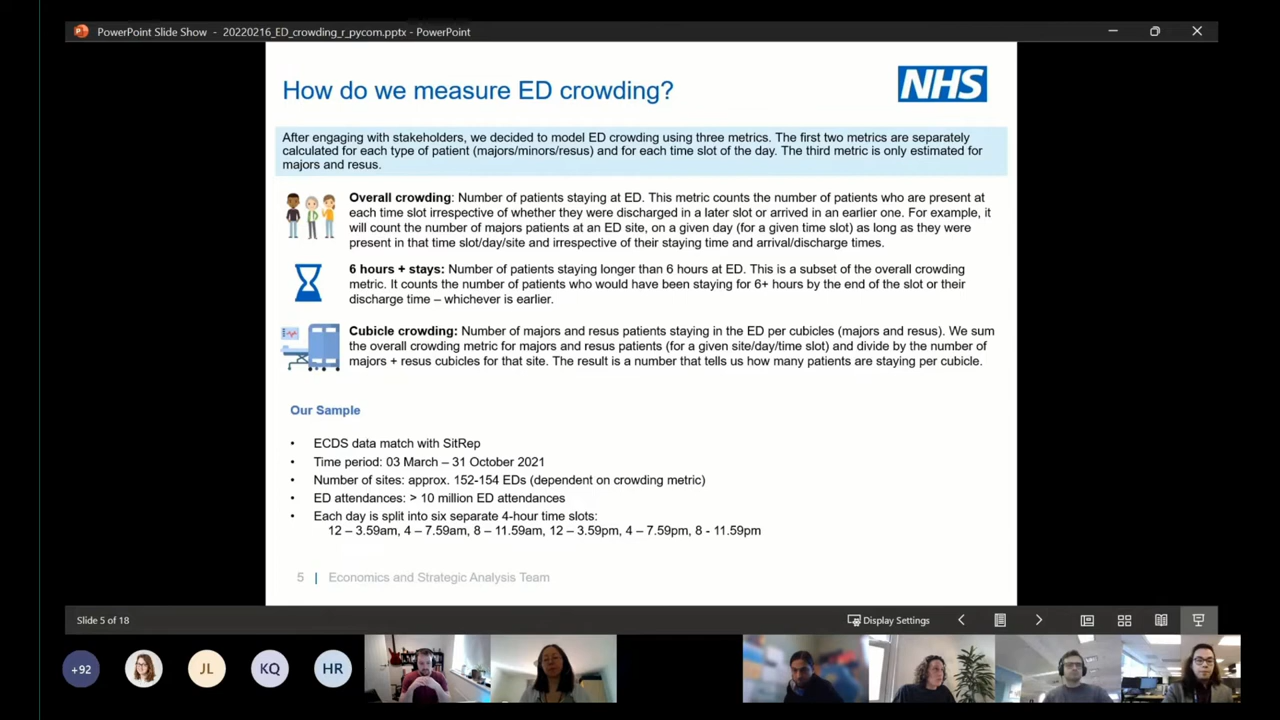 PowerPoint Slide Show - 20220216_ED_crowding_r_pycom.pptx - PowerPoint
How do we measure ED crowding?
NHS
After engaging with stakeholders, we decided to model ED crowding using three metrics. The first two metrics are separately
calculated for each type of patient (majors/minors/resus) and for each time slot of the day. The third metric is only estimated for
majors and resus.
Overall crowding: Number of patients staying at ED. This metric counts the number of patients who are present at
each time slot irrespective of whether they were discharged in a later slot or arrived in an earlier one. For example, it
will count the number of majors patients at an ED site, on a given day (for a given time slot) as long as they were
present in that time slot/day/site and irrespective of their staying time and arrival/discharge times.
6 hours + stays: Number of patients staying longer than 6 hours at ED. This is a subset of the overall crowding
metric. It counts the number of patients who would have been staying for 6+ hours by the end of the slot or their
discharge time – whichever is earlier.
Cubicle crowding: Number of majors and resus patients staying in the ED per cubicles (majors and resus). We sum
the overall crowding metric for majors and resus patients (for a given site/day/time slot) and divide by the number of
majors + resus cubicles for that site. The result is a number that tells us how many patients are staying per cubicle.
Our Sample
• ECDS data match with SitRep
• Time period: 03 March – 31 October 2021
• Number of sites: approx. 152-154 EDs (dependent on crowding metric)
• ED attendances: > 10 million ED attendances
• Each day is split into six separate 4-hour time slots:
12 – 3.59am, 4 – 7.59am, 8 – 11.59am, 12 – 3.59pm, 4 – 7.59pm, 8 - 11.59pm
5 | Economics and Strategic Analysis Team
Slide 5 of 18
Display Settings
+92
JL
KQ
HR